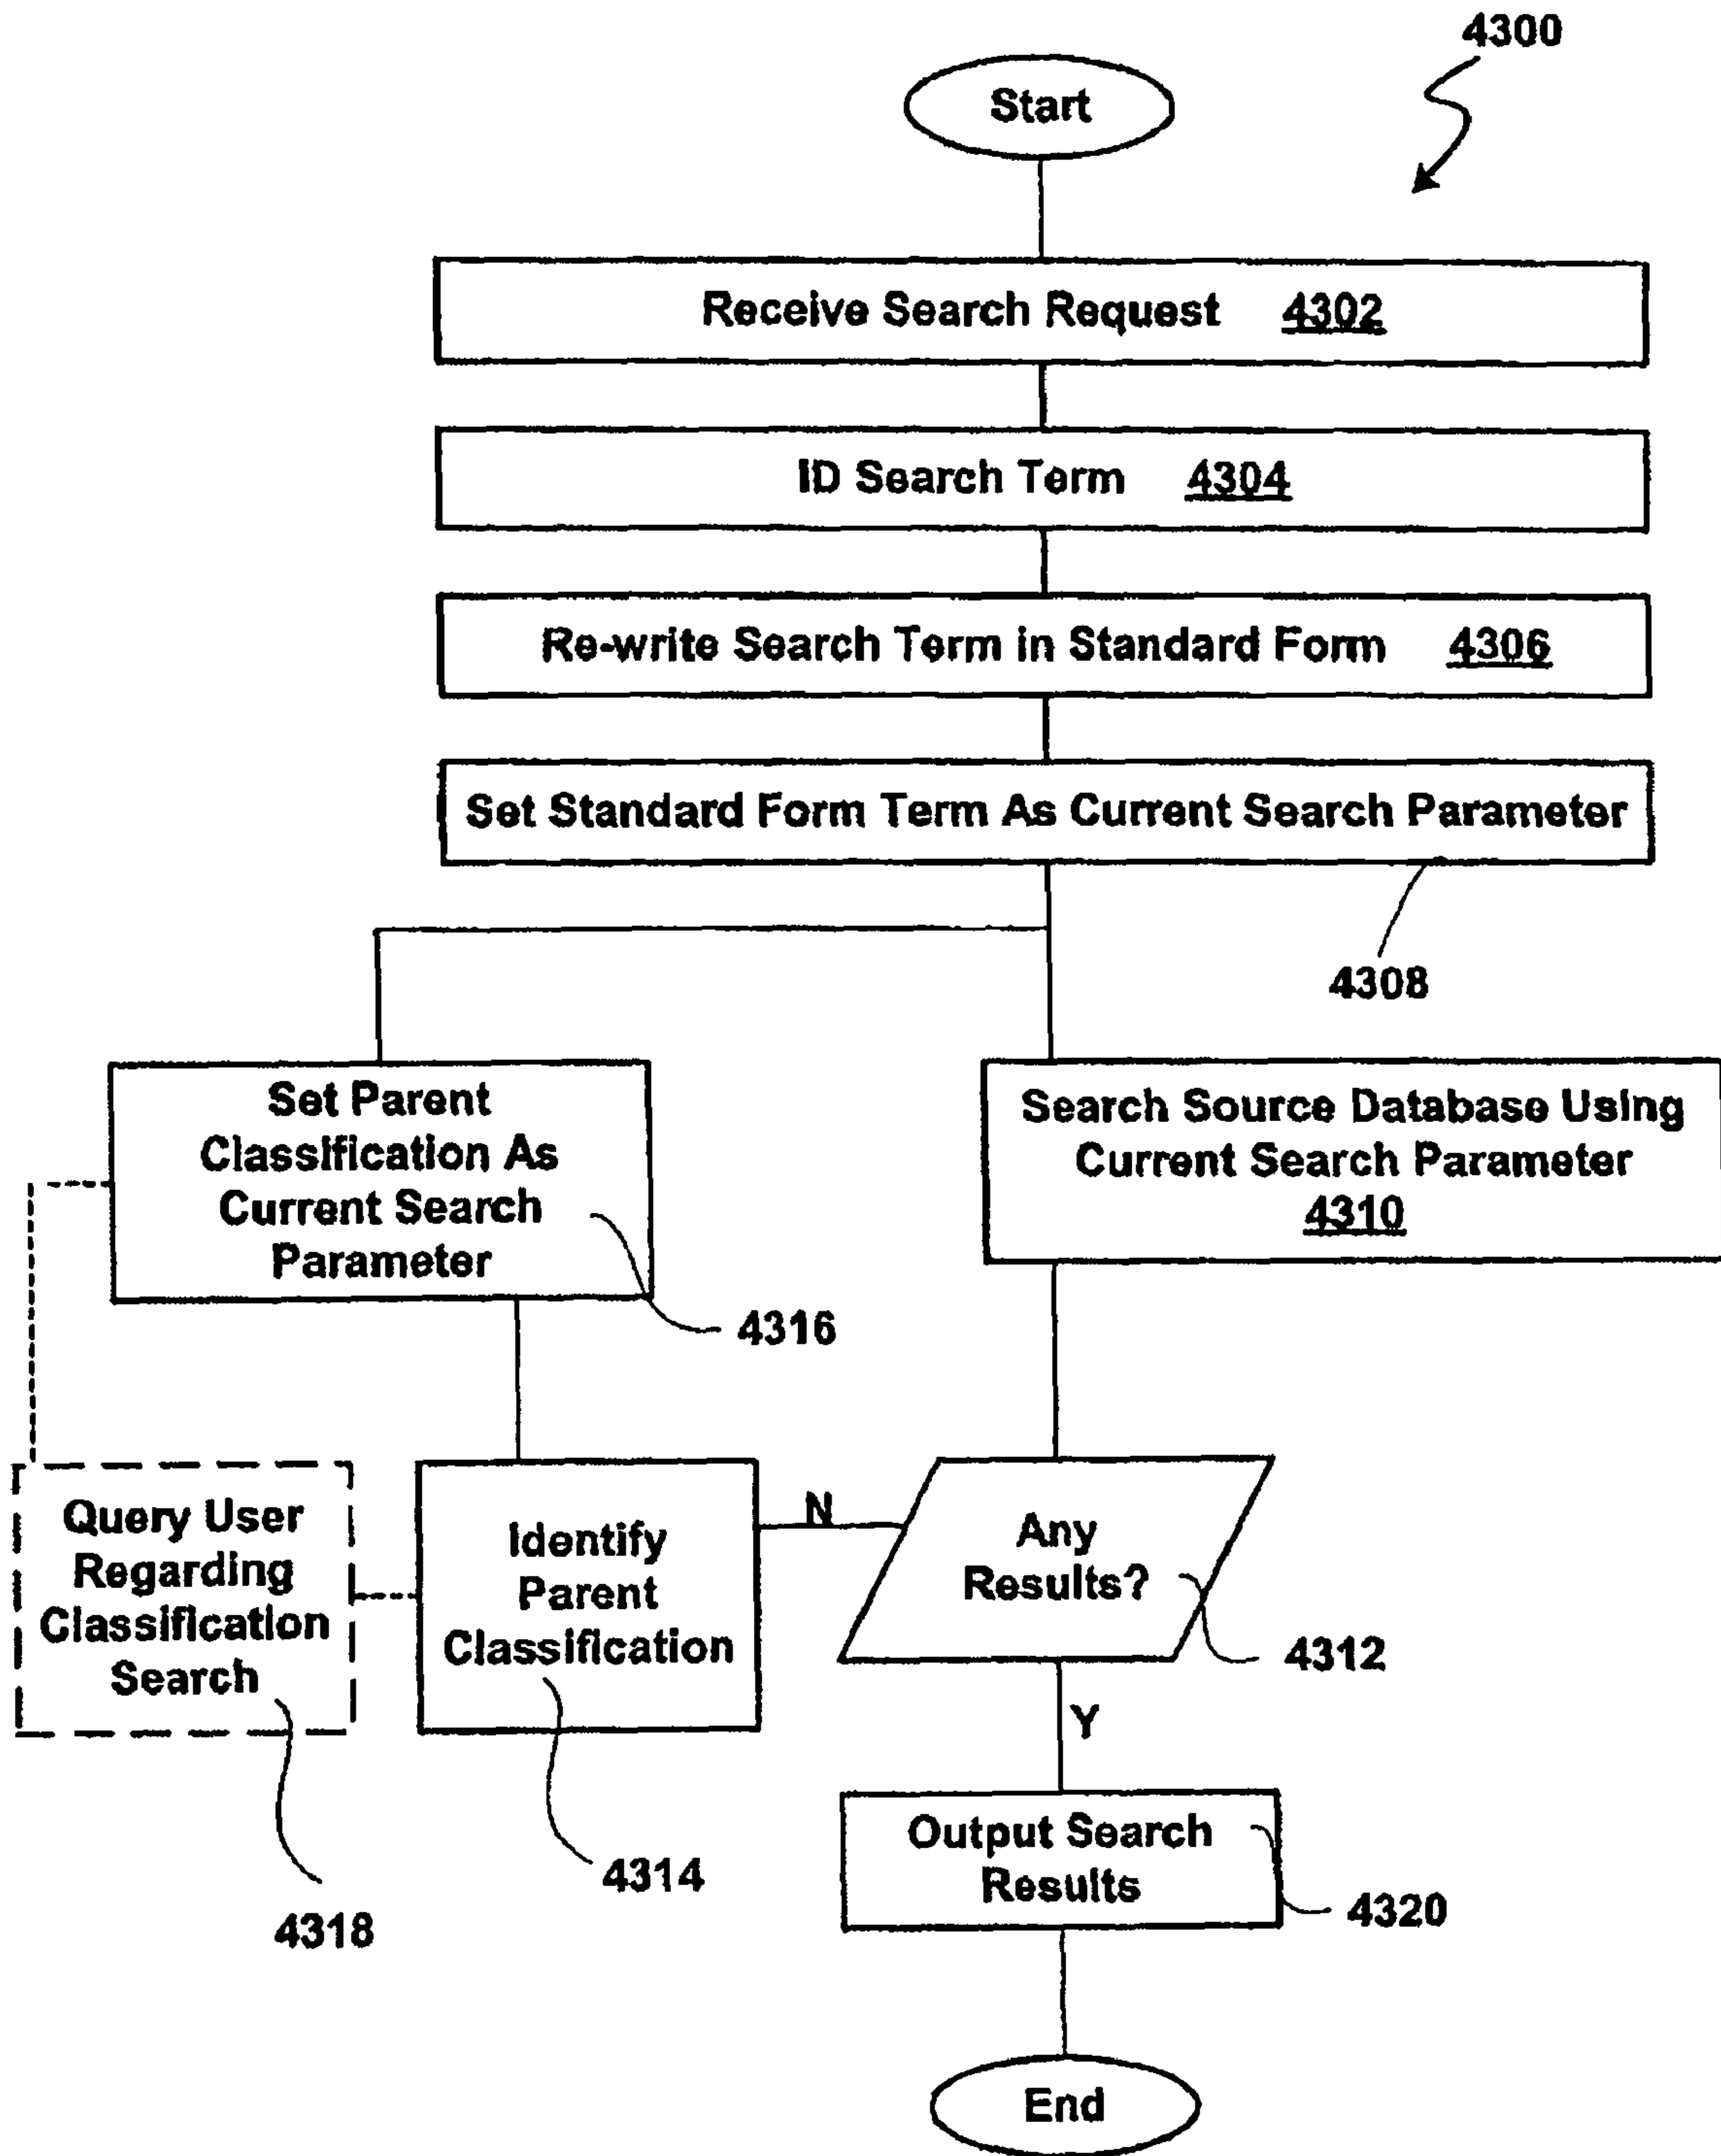 4300
Start
Receive Search Request 4302
ID Search Term 4304
Re-write Search Term in Standard Form 4306
Set Standard Form Term As Current Search Parameter
4308
Set Parent
Classification As
Current Search
Parameter
4316
Search Source Database Using
Current Search Parameter
4310
Query User
Regarding
Classification
Search
4318
Identify
Parent
Classification
4314
N
Any
Results?
4312
Y
Output Search
Results
4320
End